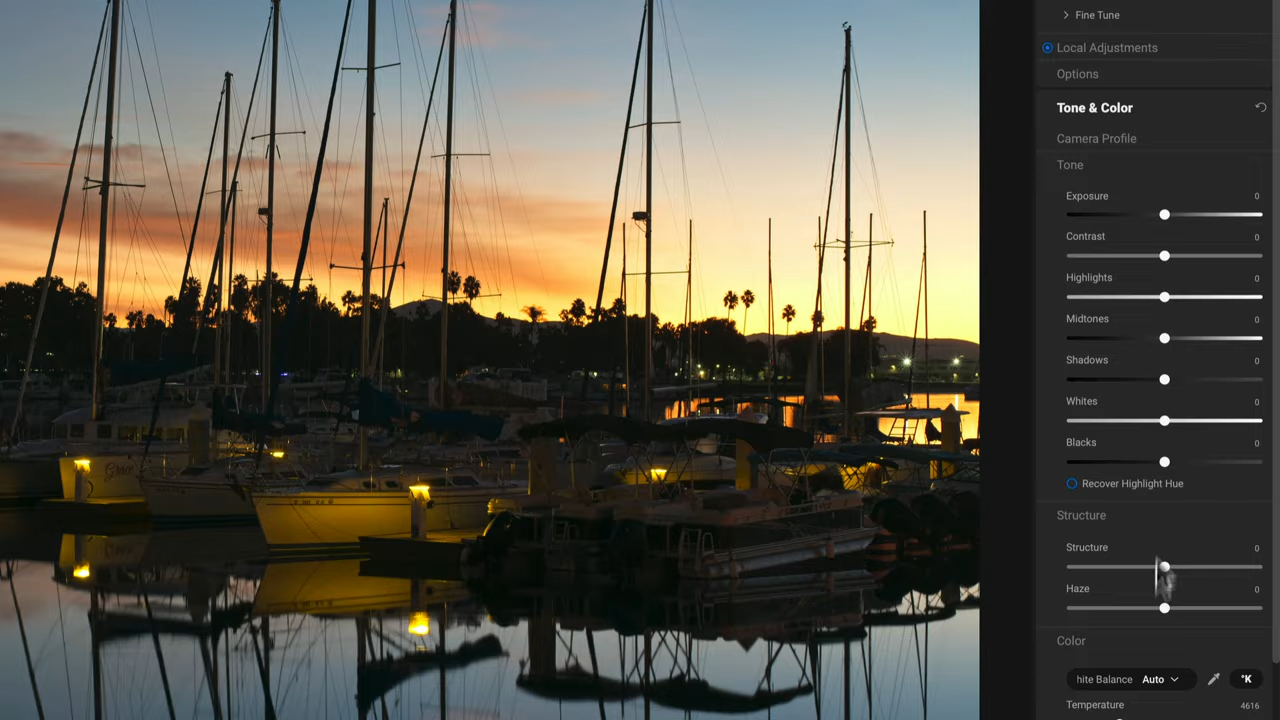 Fine Tune
Local Adjustments
Options
Tone & Color
Camera Profile
Tone
Exposure 0
Contrast 0
Highlights 0
Midtones 0
Shadows 0
Whites 0
Blacks 0
Recover Highlight Hue
Structure
Structure 0
Haze 0
Color
hite Balance Auto °K
Temperature 4616